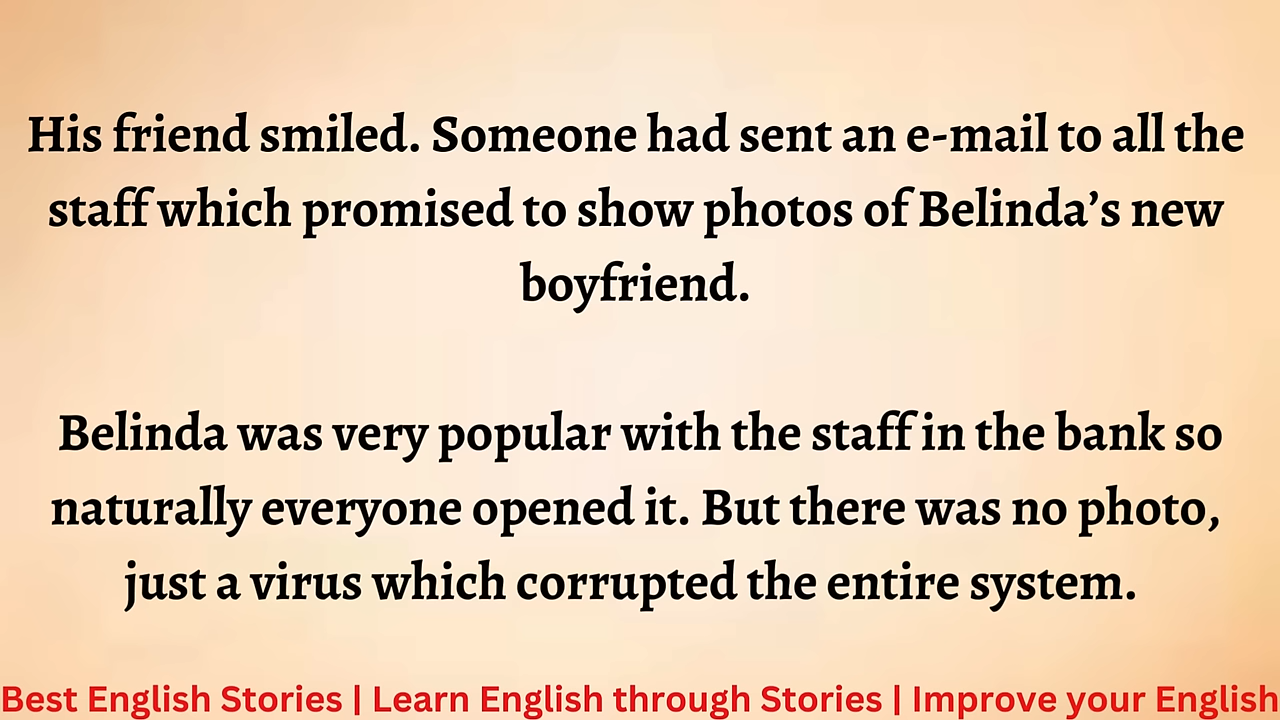 His friend smiled. Someone had sent an e-mail to all the
staff which promised to show photos of Belinda’s new
boyfriend.
Belinda was very popular with the staff in the bank so
naturally everyone opened it. But there was no photo,
just a virus which corrupted the entire system.
Best English Stories | Learn English through Stories | Improve your English